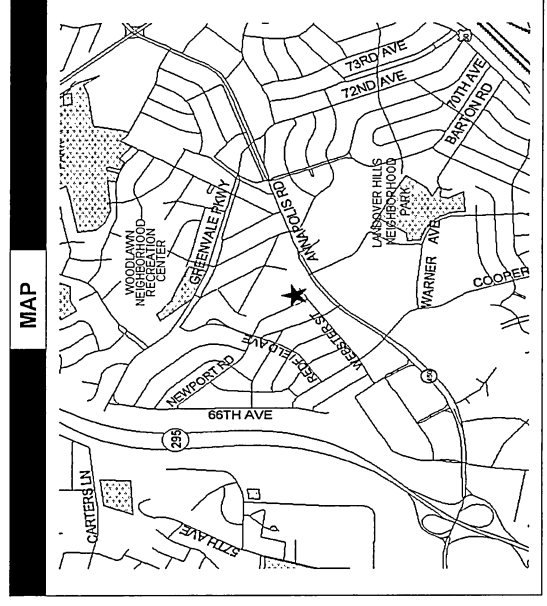 MAP
73RD AVE
72ND AVE
70TH AVE
BARTON RD
GREENVALE PKWY
WOODLAWN
NEIGHBORHOOD
RECREATION
CENTER
ANNAPOLIS RD
LANDOVER HILLS
NEIGHBORHOOD
PARK
WARNER AVE
COOPER
REDFIELD AVE
WEBSTER ST
NEWPORT RD
66TH AVE
450
295
CARTERS LN
57TH AVE